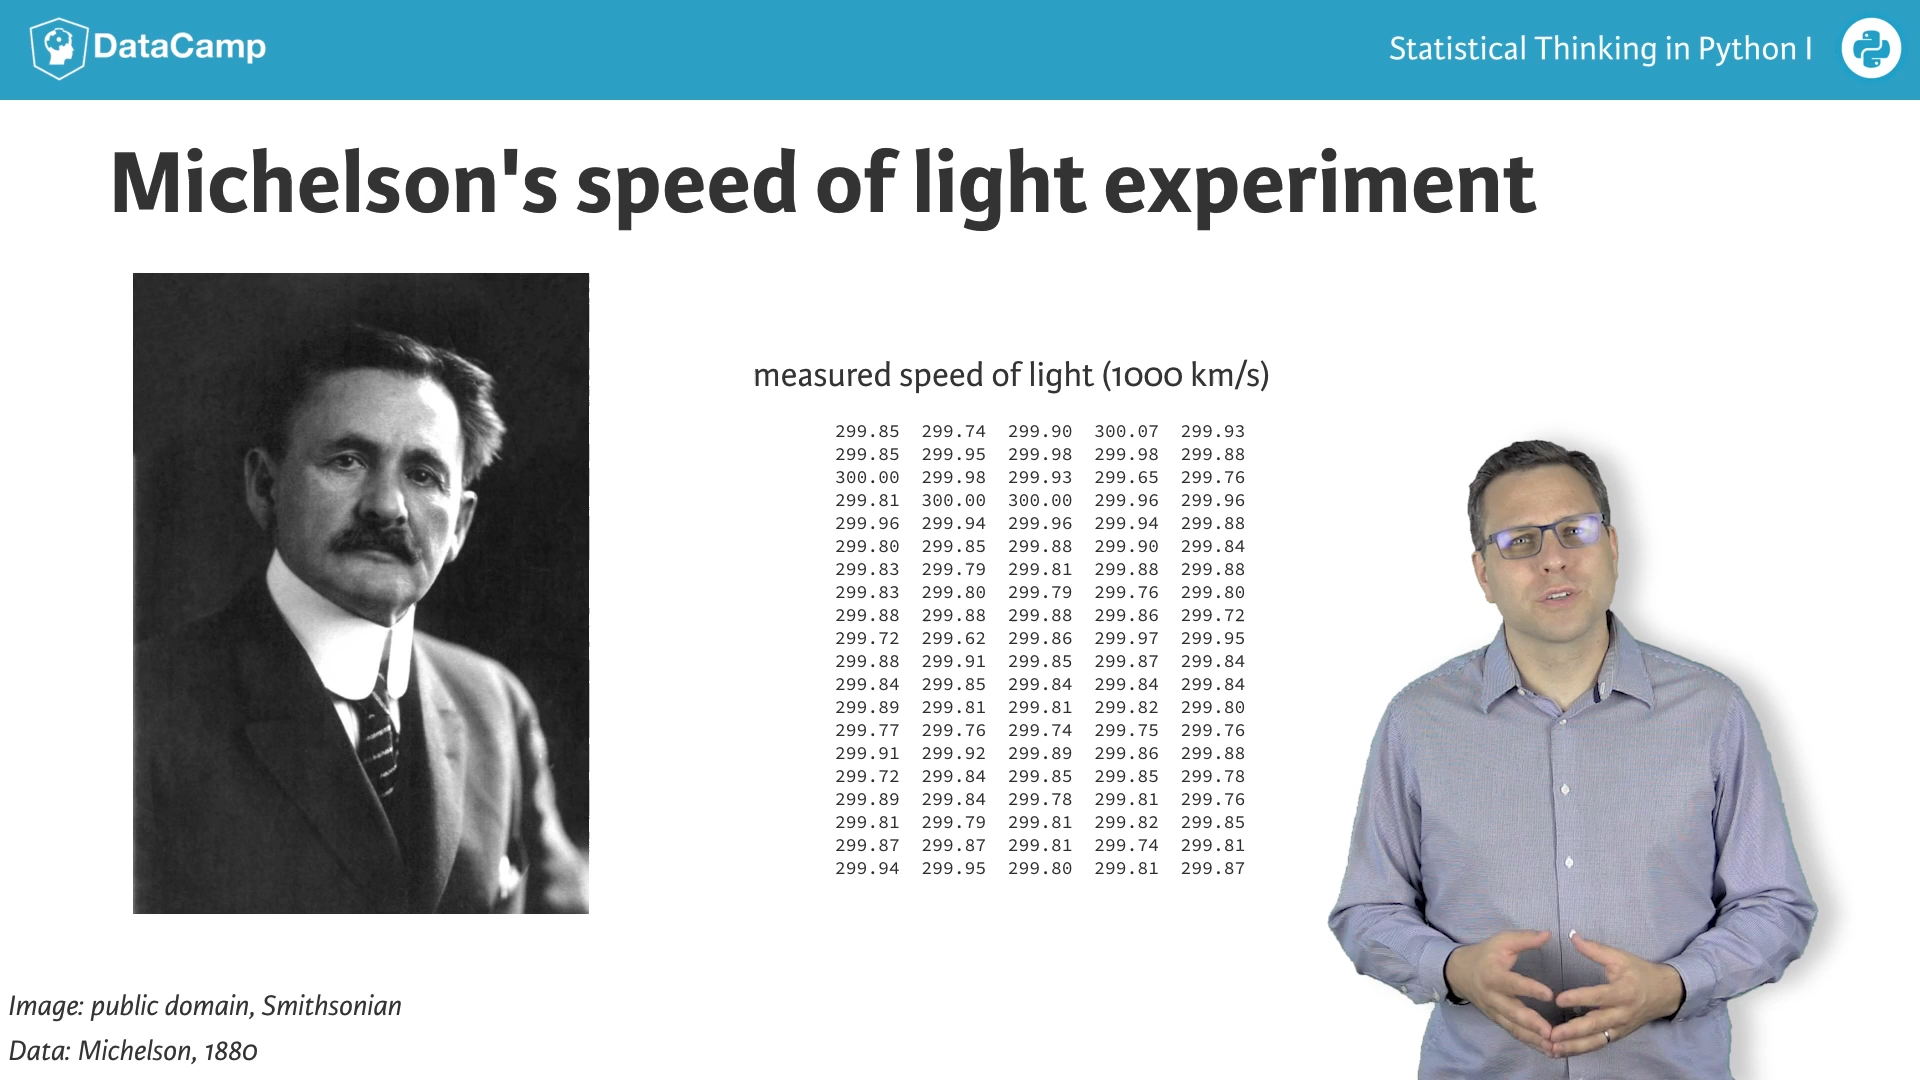 DataCamp
Statistical Thinking in Python I
Michelson's speed of light experiment
measured speed of light (1000 km/s)
299.85 299.74 299.90 300.07 299.93
299.85 299.95 299.98 299.98 299.88
300.00 299.98 299.93 299.65 299.76
299.81 300.00 300.00 299.96 299.96
299.96 299.94 299.96 299.94 299.88
299.80 299.85 299.88 299.90 299.84
299.83 299.79 299.81 299.88 299.88
299.83 299.80 299.79 299.76 299.80
299.88 299.88 299.88 299.86 299.72
299.72 299.62 299.86 299.97 299.95
299.88 299.91 299.85 299.87 299.84
299.84 299.85 299.84 299.84 299.84
299.89 299.81 299.81 299.82 299.80
299.77 299.76 299.74 299.75 299.76
299.91 299.92 299.89 299.86 299.88
299.72 299.84 299.85 299.85 299.78
299.89 299.84 299.78 299.81 299.76
299.81 299.79 299.81 299.82 299.85
299.87 299.87 299.81 299.74 299.81
299.94 299.95 299.80 299.81 299.87
Image: public domain, Smithsonian
Data: Michelson, 1880